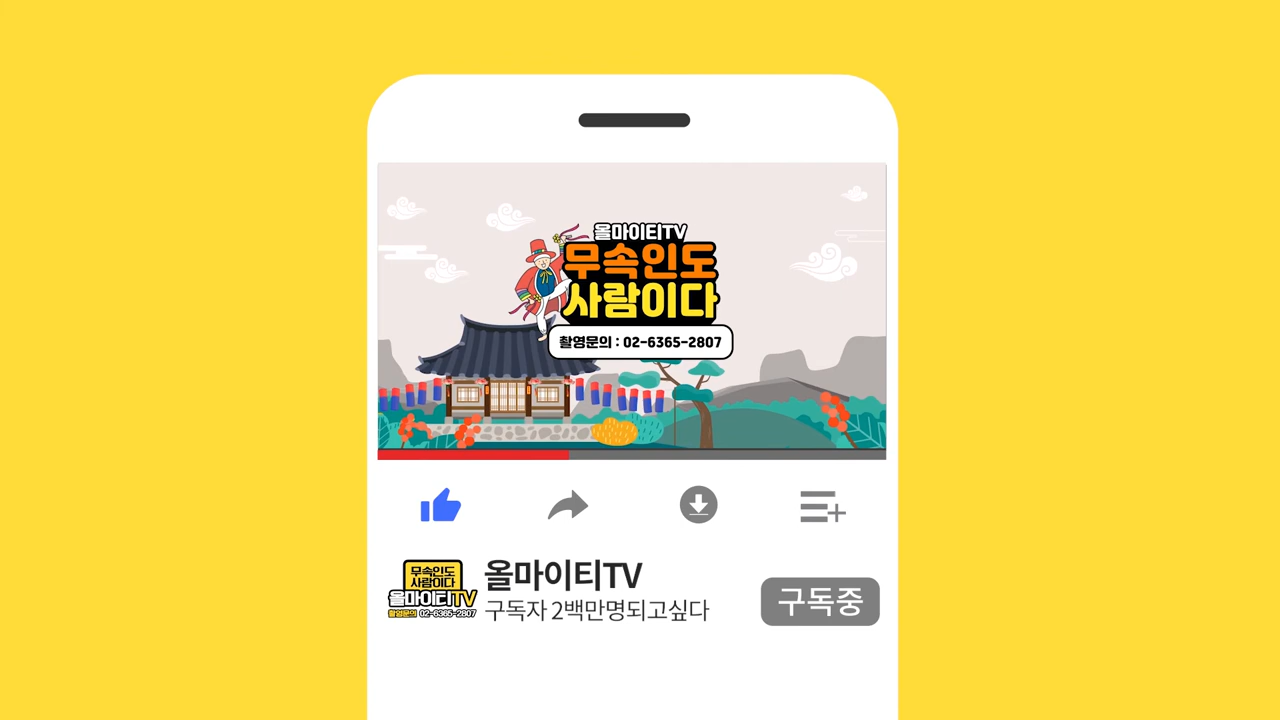 올마이티TV
무속인도
사람이다
촬영문의 : 02-6365-2807
무속인도
사람이다
올마이티TV
촬영문의 02-6365-2807
올마이티TV
구독자 2백만명되고싶다
구독중